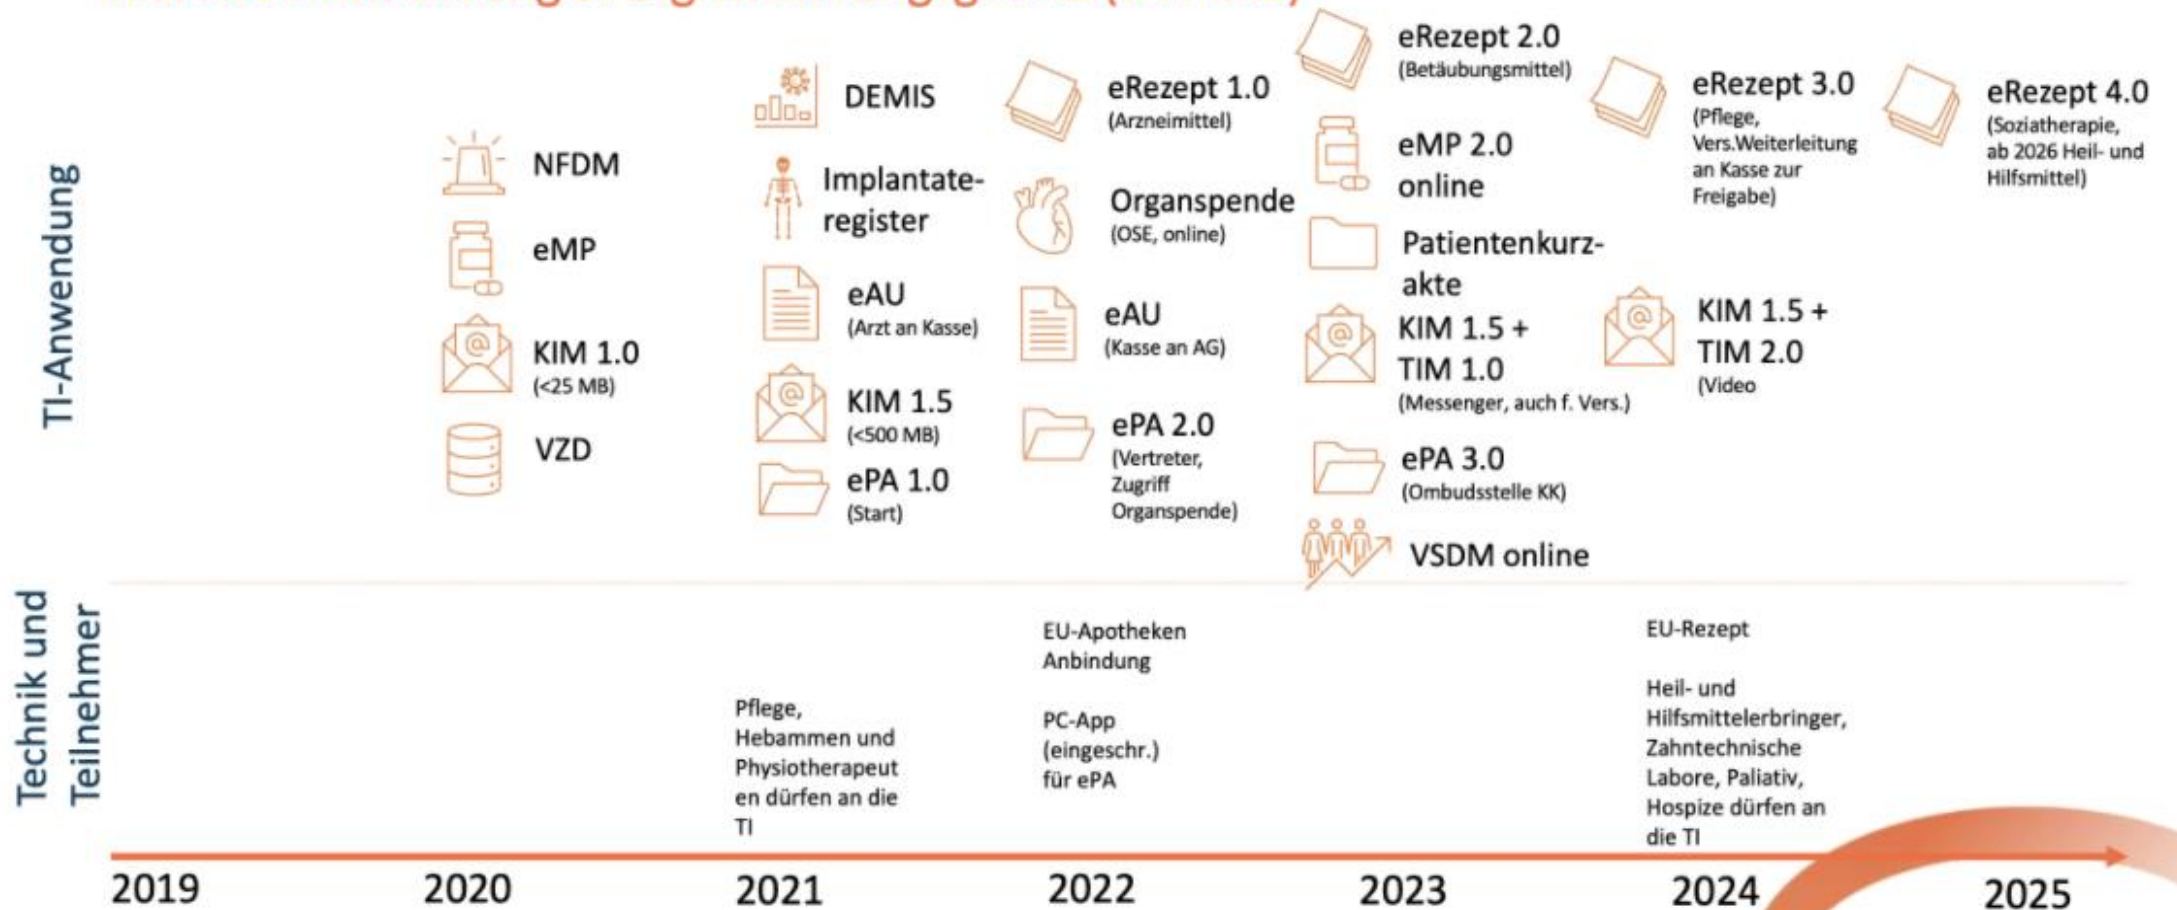 TI-Anwendung
NFDM
eMP
KIM 1.0
(<25 MB)
VZD
DEMIS
Implantate-
register
eAU
(Arzt an Kasse)
KIM 1.5
(<500 MB)
ePA 1.0
(Start)
eRezept 1.0
(Arzneimittel)
Organspende
(OSE, online)
eAU
(Kasse an AG)
ePA 2.0
(Vertreter,
Zugriff
Organspende)
eRezept 2.0
(Betäubungsmittel)
eMP 2.0
online
Patientenkurz-
akte
KIM 1.5 +
TIM 1.0
(Messenger, auch f. Vers.)
ePA 3.0
(Ombudsstelle KK)
VSDM online
eRezept 3.0
(Pflege,
Vers.Weiterleitung
an Kasse zur
Freigabe)
KIM 1.5 +
TIM 2.0
(Video
eRezept 4.0
(Soziatherapie,
ab 2026 Heil- und
Hilfsmittel)
Technik und
Teilnehmer
Pflege,
Hebammen und
Physiotherapeut
en dürfen an die
TI
EU-Apotheken
Anbindung
PC-App
(eingeschr.)
für ePA
EU-Rezept
Heil- und
Hilfsmittelerbringer,
Zahntechnische
Labore, Paliativ,
Hospize dürfen an
die TI
2019
2020
2021
2022
2023
2024
2025